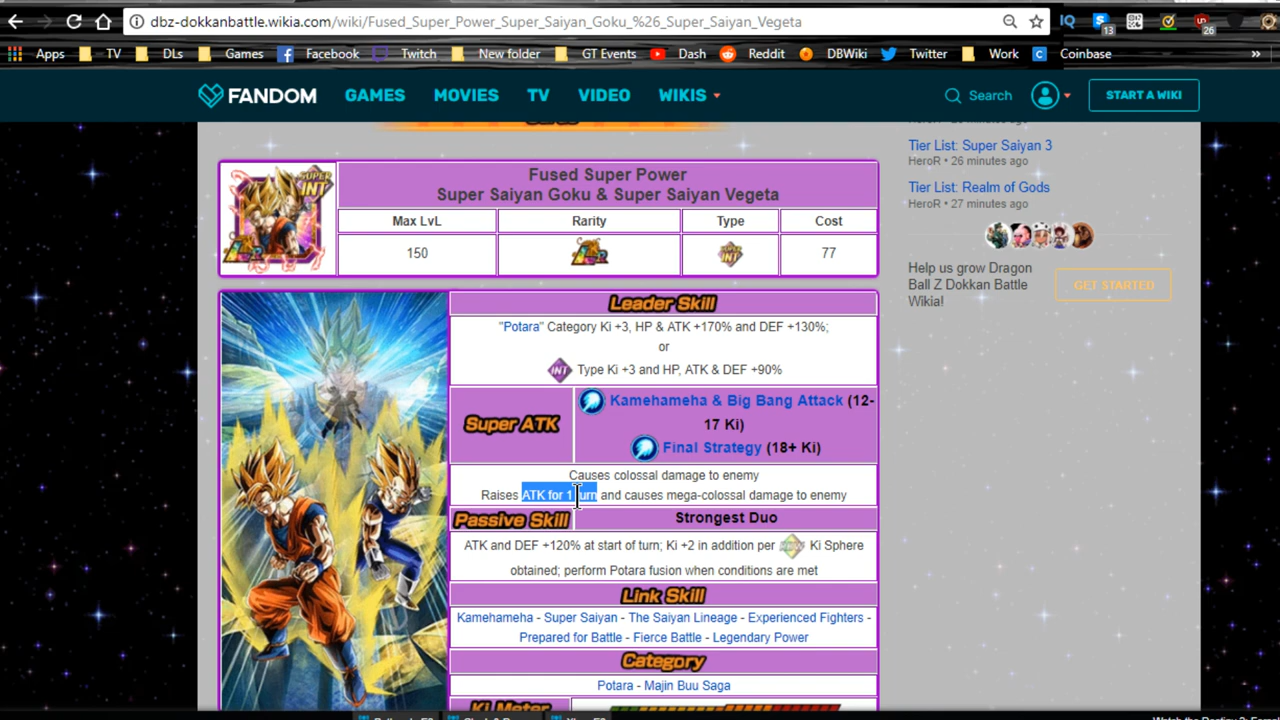 dbz-dokkanbattle.wikia.com/wiki/Fused_Super_Power_Super_Saiyan_Goku_%26_Super_Saiyan_Vegeta
IQ
13
26
Apps TV DLs Games Facebook Twitch New folder GT Events Dash Reddit DBWiki Twitter Work Coinbase »
FANDOM GAMES MOVIES TV VIDEO WIKIS Search START A WIKI
Tier List: Super Saiyan 3
HeroR • 26 minutes ago
Tier List: Realm of Gods
HeroR • 27 minutes ago
Help us grow Dragon
Ball Z Dokkan Battle
Wikia!
GET STARTED
SUPER
INT
Fused Super Power
Super Saiyan Goku & Super Saiyan Vegeta
Max LvL Rarity Type Cost
150 LR 77
Leader Skill
"Potara" Category Ki +3, HP & ATK +170% and DEF +130%;
or
INT Type Ki +3 and HP, ATK & DEF +90%
Super ATK
Kamehameha & Big Bang Attack (12-
17 Ki)
Final Strategy (18+ Ki)
Causes colossal damage to enemy
Raises ATK for 1 turn and causes mega-colossal damage to enemy
Passive Skill Strongest Duo
ATK and DEF +120% at start of turn; Ki +2 in addition per Ki Sphere
obtained; perform Potara fusion when conditions are met
Link Skill
Kamehameha - Super Saiyan - The Saiyan Lineage - Experienced Fighters -
Prepared for Battle - Fierce Battle - Legendary Power
Category
Potara - Majin Buu Saga
Ki Meter